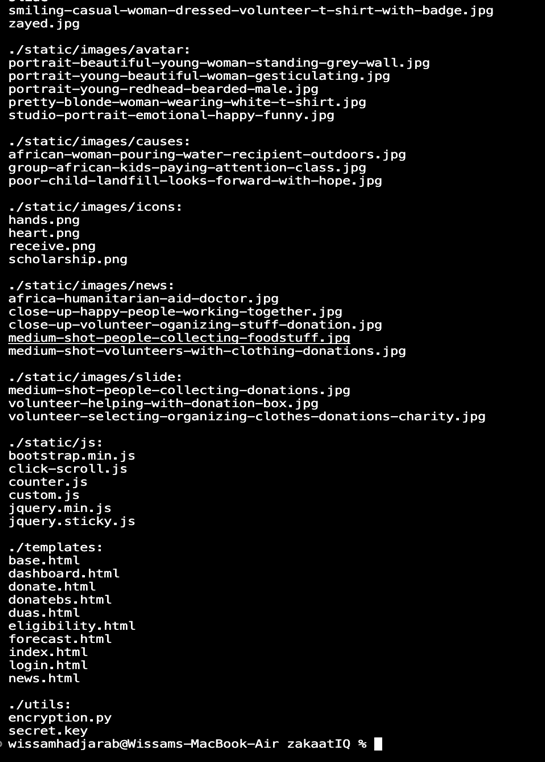 smiling-casual-woman-dressed-volunteer-t-shirt-with-badge.jpg
zayed.jpg
./static/images/avatar:
portrait-beautiful-young-woman-standing-grey-wall.jpg
portrait-young-beautiful-woman-gesticulating.jpg
portrait-young-redhead-bearded-male.jpg
pretty-blonde-woman-wearing-white-t-shirt.jpg
studio-portrait-emotional-happy-funny.jpg
./static/images/causes:
african-woman-pouring-water-recipient-outdoors.jpg
group-african-kids-paying-attention-class.jpg
poor-child-landfill-looks-forward-with-hope.jpg
./static/images/icons:
hands.png
heart.png
receive.png
scholarship.png
./static/images/news:
africa-humanitarian-aid-doctor.jpg
close-up-happy-people-working-together.jpg
close-up-volunteer-oganizing-stuff-donation.jpg
medium-shot-people-collecting-foodstuff.jpg
medium-shot-volunteers-with-clothing-donations.jpg
./static/images/slide:
medium-shot-people-collecting-donations.jpg
volunteer-helping-with-donation-box.jpg
volunteer-selecting-organizing-clothes-donations-charity.jpg
./static/js:
bootstrap.min.js
click-scroll.js
counter.js
custom.js
jquery.min.js
jquery.sticky.js
./templates:
base.html
dashboard.html
donate.html
donatebs.html
duas.html
eligibility.html
forecast.html
index.html
login.html
news.html
./utils:
encryption.py
secret.key
wissamhadjarab@Wissams-MacBook-Air zakaatIQ %